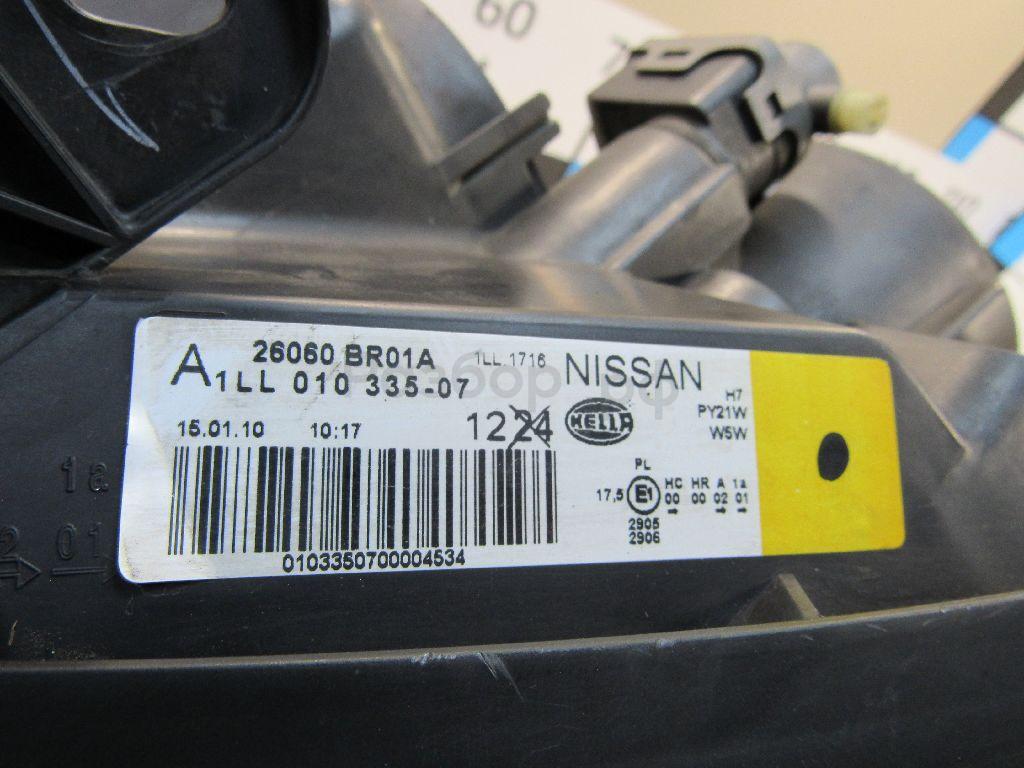 60
26060 BR01A
A 1LL 010 335-07
1LL.1716
NISSAN
15.01.10 10:17
1224
HELLA
H7
PY21W
W5W
PL
17,5 E1
HC HR A 1a
00 00 02 01
2905
2906
0103350700004534
1a
2 01